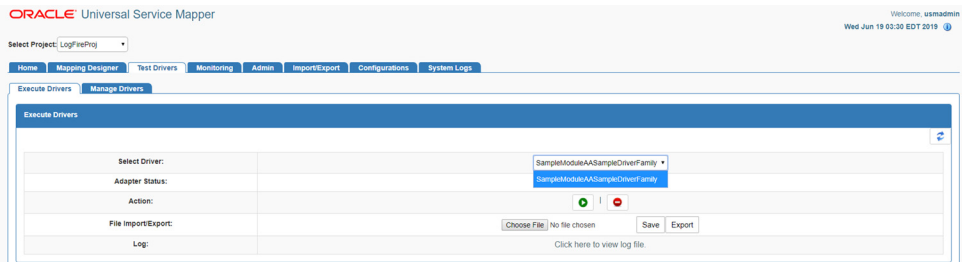 ORACLE® Universal Service Mapper
Welcome, usmadmin
Wed Jun 19 03:30 EDT 2019
Select Project: LogFireProj
Home Mapping Designer Test Drivers Monitoring Admin Import/Export Configurations System Logs
Execute Drivers Manage Drivers
Execute Drivers
Select Driver: SampleModuleAASampleDriverFamily
Adapter Status: SampleModuleAASampleDriverFamily
Action: |
File Import/Export: Choose File No file chosen Save Export
Log: Click here to view log file.